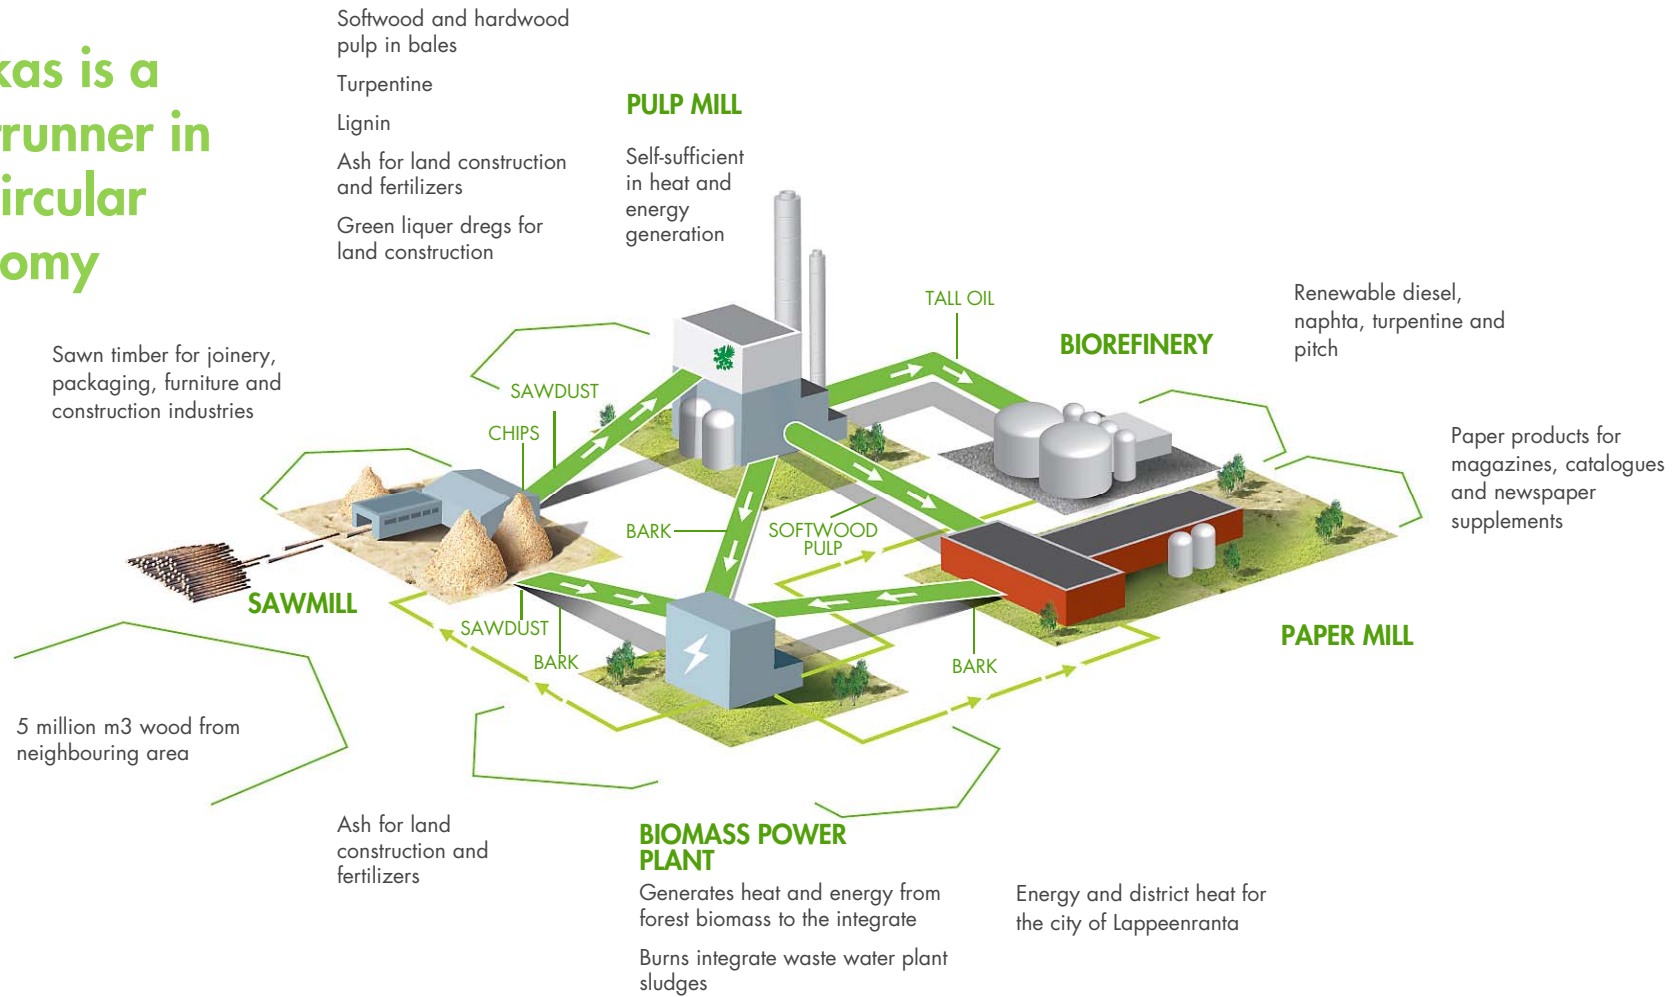 kas is a
rrunner in
ircular
omy
Softwood and hardwood
pulp in bales
Turpentine
Lignin
Ash for land construction
and fertilizers
Green liquer dregs for
land construction
PULP MILL
Self-sufficient
in heat and
energy
generation
TALL OIL
BIOREFINERY
Renewable diesel,
naphta, turpentine and
pitch
Sawn timber for joinery,
packaging, furniture and
construction industries
SAWDUST
CHIPS
Paper products for
magazines, catalogues
and newspaper
supplements
BARK
SOFTWOOD
PULP
SAWMILL
SAWDUST
BARK
BARK
PAPER MILL
5 million m3 wood from
neighbouring area
Ash for land
construction and
fertilizers
BIOMASS POWER
PLANT
Generates heat and energy from
forest biomass to the integrate
Burns integrate waste water plant
sludges
Energy and district heat for
the city of Lappeenranta